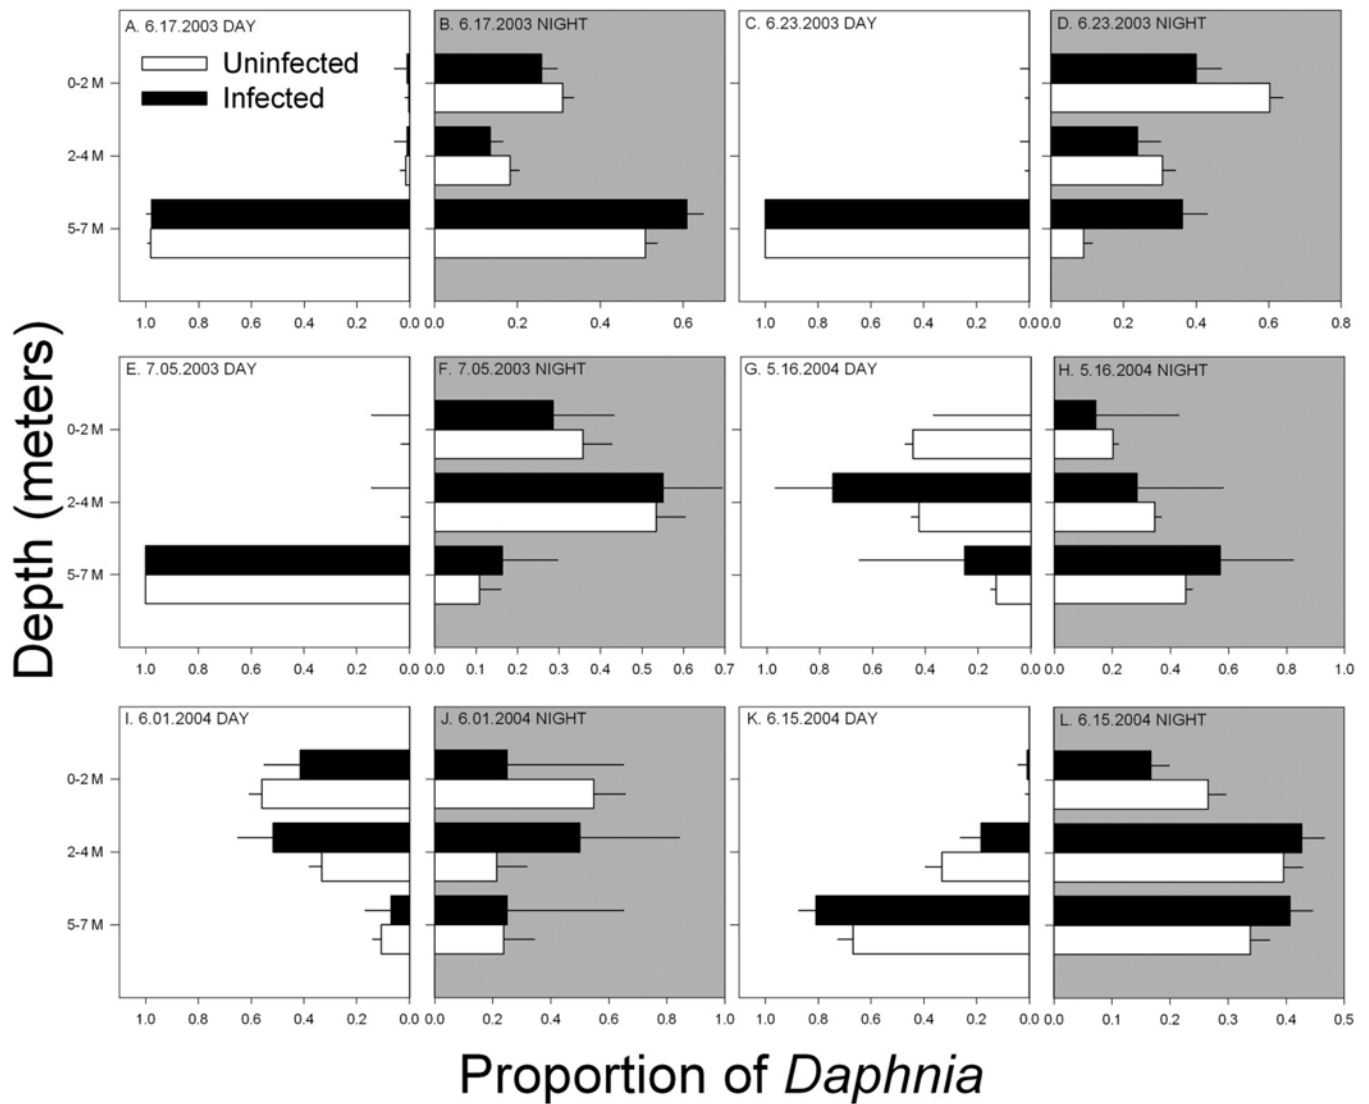 A. 6.17.2003 DAY
B. 6.17.2003 NIGHT
C. 6.23.2003 DAY
D. 6.23.2003 NIGHT
Uninfected
Infected
0-2 M
2-4 M
5-7 M
1.0 0.8 0.6 0.4 0.2 0.0
0.0 0.2 0.4 0.6
1.0 0.8 0.6 0.4 0.2 0.0
0.0 0.2 0.4 0.6 0.8
E. 7.05.2003 DAY
F. 7.05.2003 NIGHT
G. 5.16.2004 DAY
H. 5.16.2004 NIGHT
0-2 M
2-4 M
5-7 M
1.0 0.8 0.6 0.4 0.2 0.0
0.0 0.1 0.2 0.3 0.4 0.5 0.6 0.7
1.0 0.8 0.6 0.4 0.2 0.0
0.0 0.2 0.4 0.6 0.8 1.0
I. 6.01.2004 DAY
J. 6.01.2004 NIGHT
K. 6.15.2004 DAY
L. 6.15.2004 NIGHT
0-2 M
2-4 M
5-7 M
1.0 0.8 0.6 0.4 0.2 0.0
0.0 0.2 0.4 0.6 0.8 1.0
1.0 0.8 0.6 0.4 0.2 0.0
0.0 0.1 0.2 0.3 0.4 0.5
Depth (meters)
Proportion of Daphnia